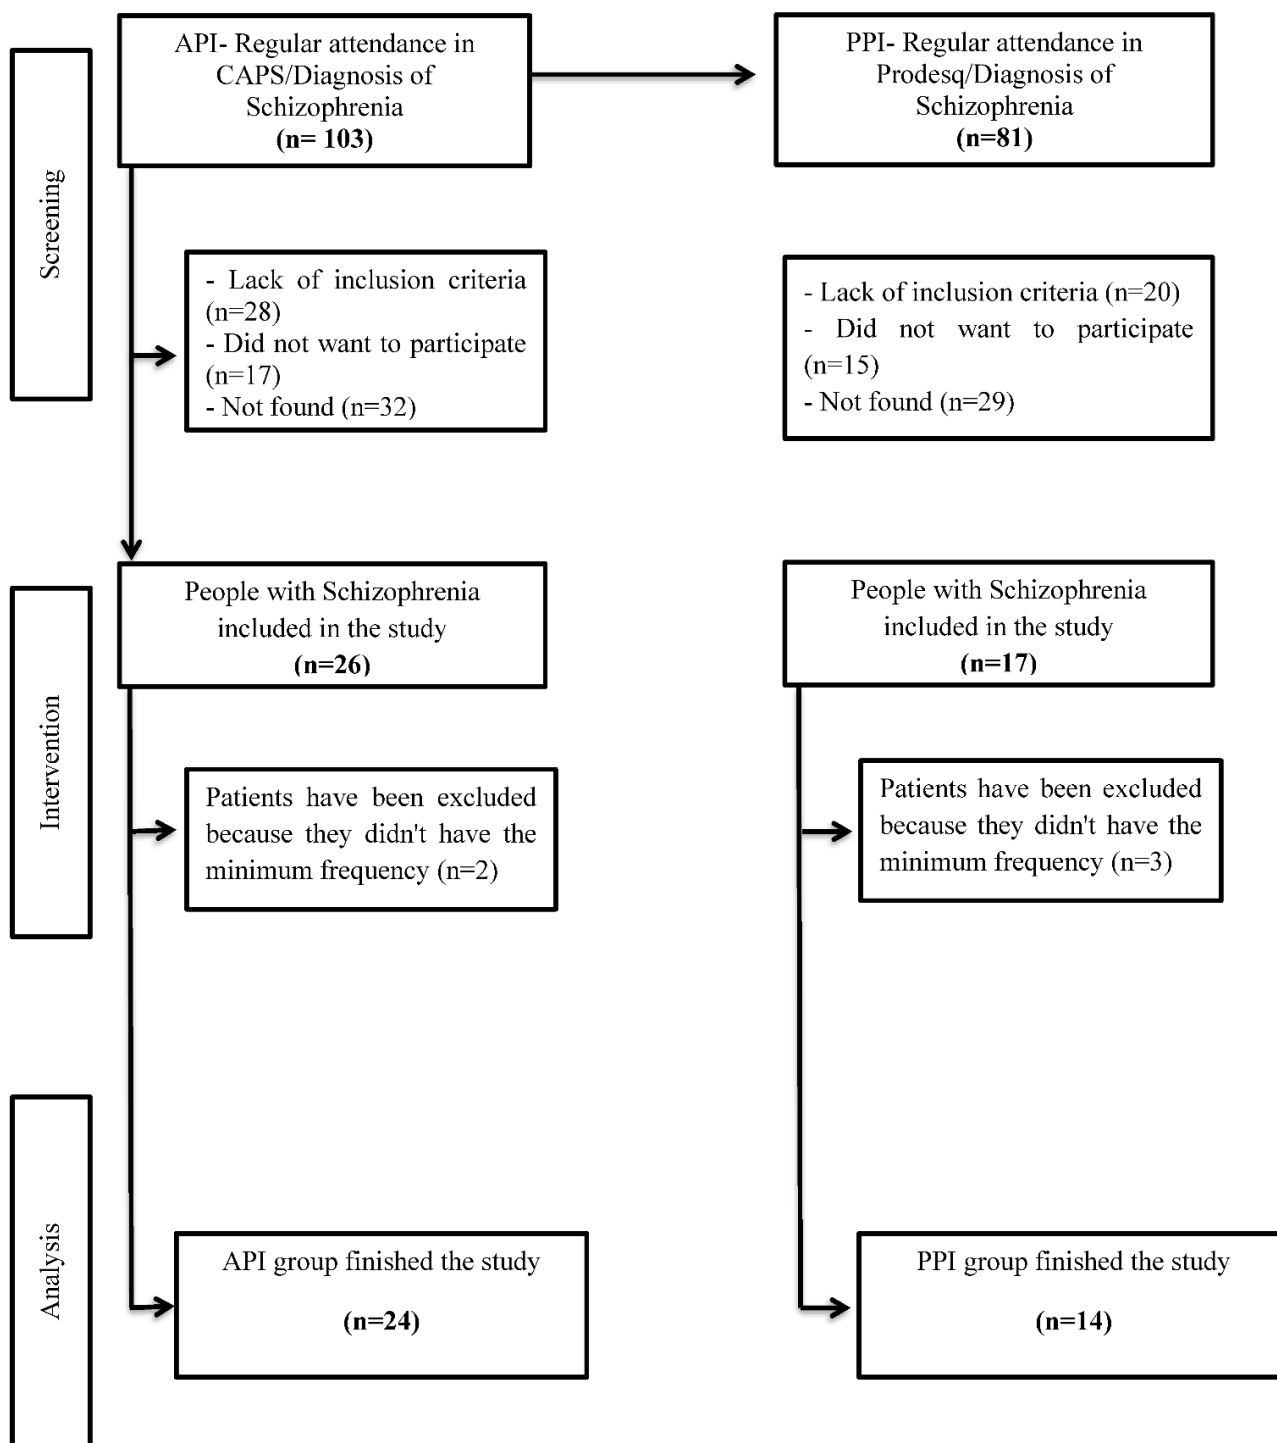 Screening
API- Regular attendance in
CAPS/Diagnosis of
Schizophrenia
(n= 103)
PPI- Regular attendance in
Prodesq/Diagnosis of
Schizophrenia
(n=81)
- Lack of inclusion criteria
(n=28)
- Did not want to participate
(n=17)
- Not found (n=32)
- Lack of inclusion criteria (n=20)
- Did not want to participate
(n=15)
- Not found (n=29)
Intervention
People with Schizophrenia
included in the study
(n=26)
People with Schizophrenia
included in the study
(n=17)
Patients have been excluded
because they didn't have the
minimum frequency (n=2)
Patients have been excluded
because they didn't have the
minimum frequency (n=3)
Analysis
API group finished the study
(n=24)
PPI group finished the study
(n=14)